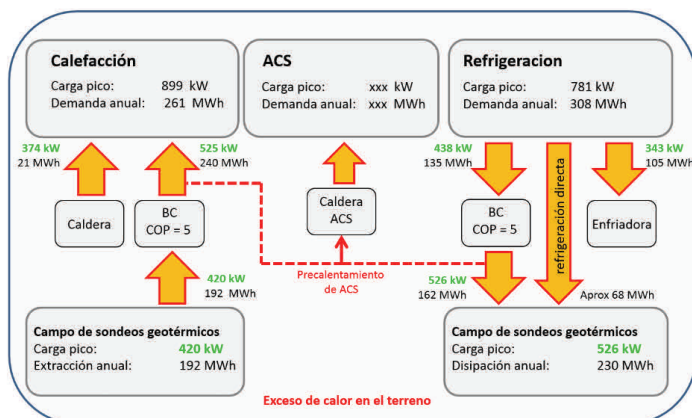 Calefacción
Carga pico: 899 kW
Demanda anual: 261 MWh
ACS
Carga pico: xxx kW
Demanda anual: xxx MWh
Refrigeracion
Carga pico: 781 kW
Demanda anual: 308 MWh
374 kW
21 MWh
525 kW
240 MWh
438 kW
135 MWh
343 kW
105 MWh
Caldera
BC
COP = 5
Caldera
ACS
BC
COP = 5
refrigeración directa
Enfriadora
Precalentamiento
de ACS
420 kW
192 MWh
526 kW
162 MWh
Aprox 68 MWh
Campo de sondeos geotérmicos
Carga pico: 420 kW
Extracción anual: 192 MWh
Campo de sondeos geotérmicos
Carga pico: 526 kW
Disipación anual: 230 MWh
Exceso de calor en el terreno